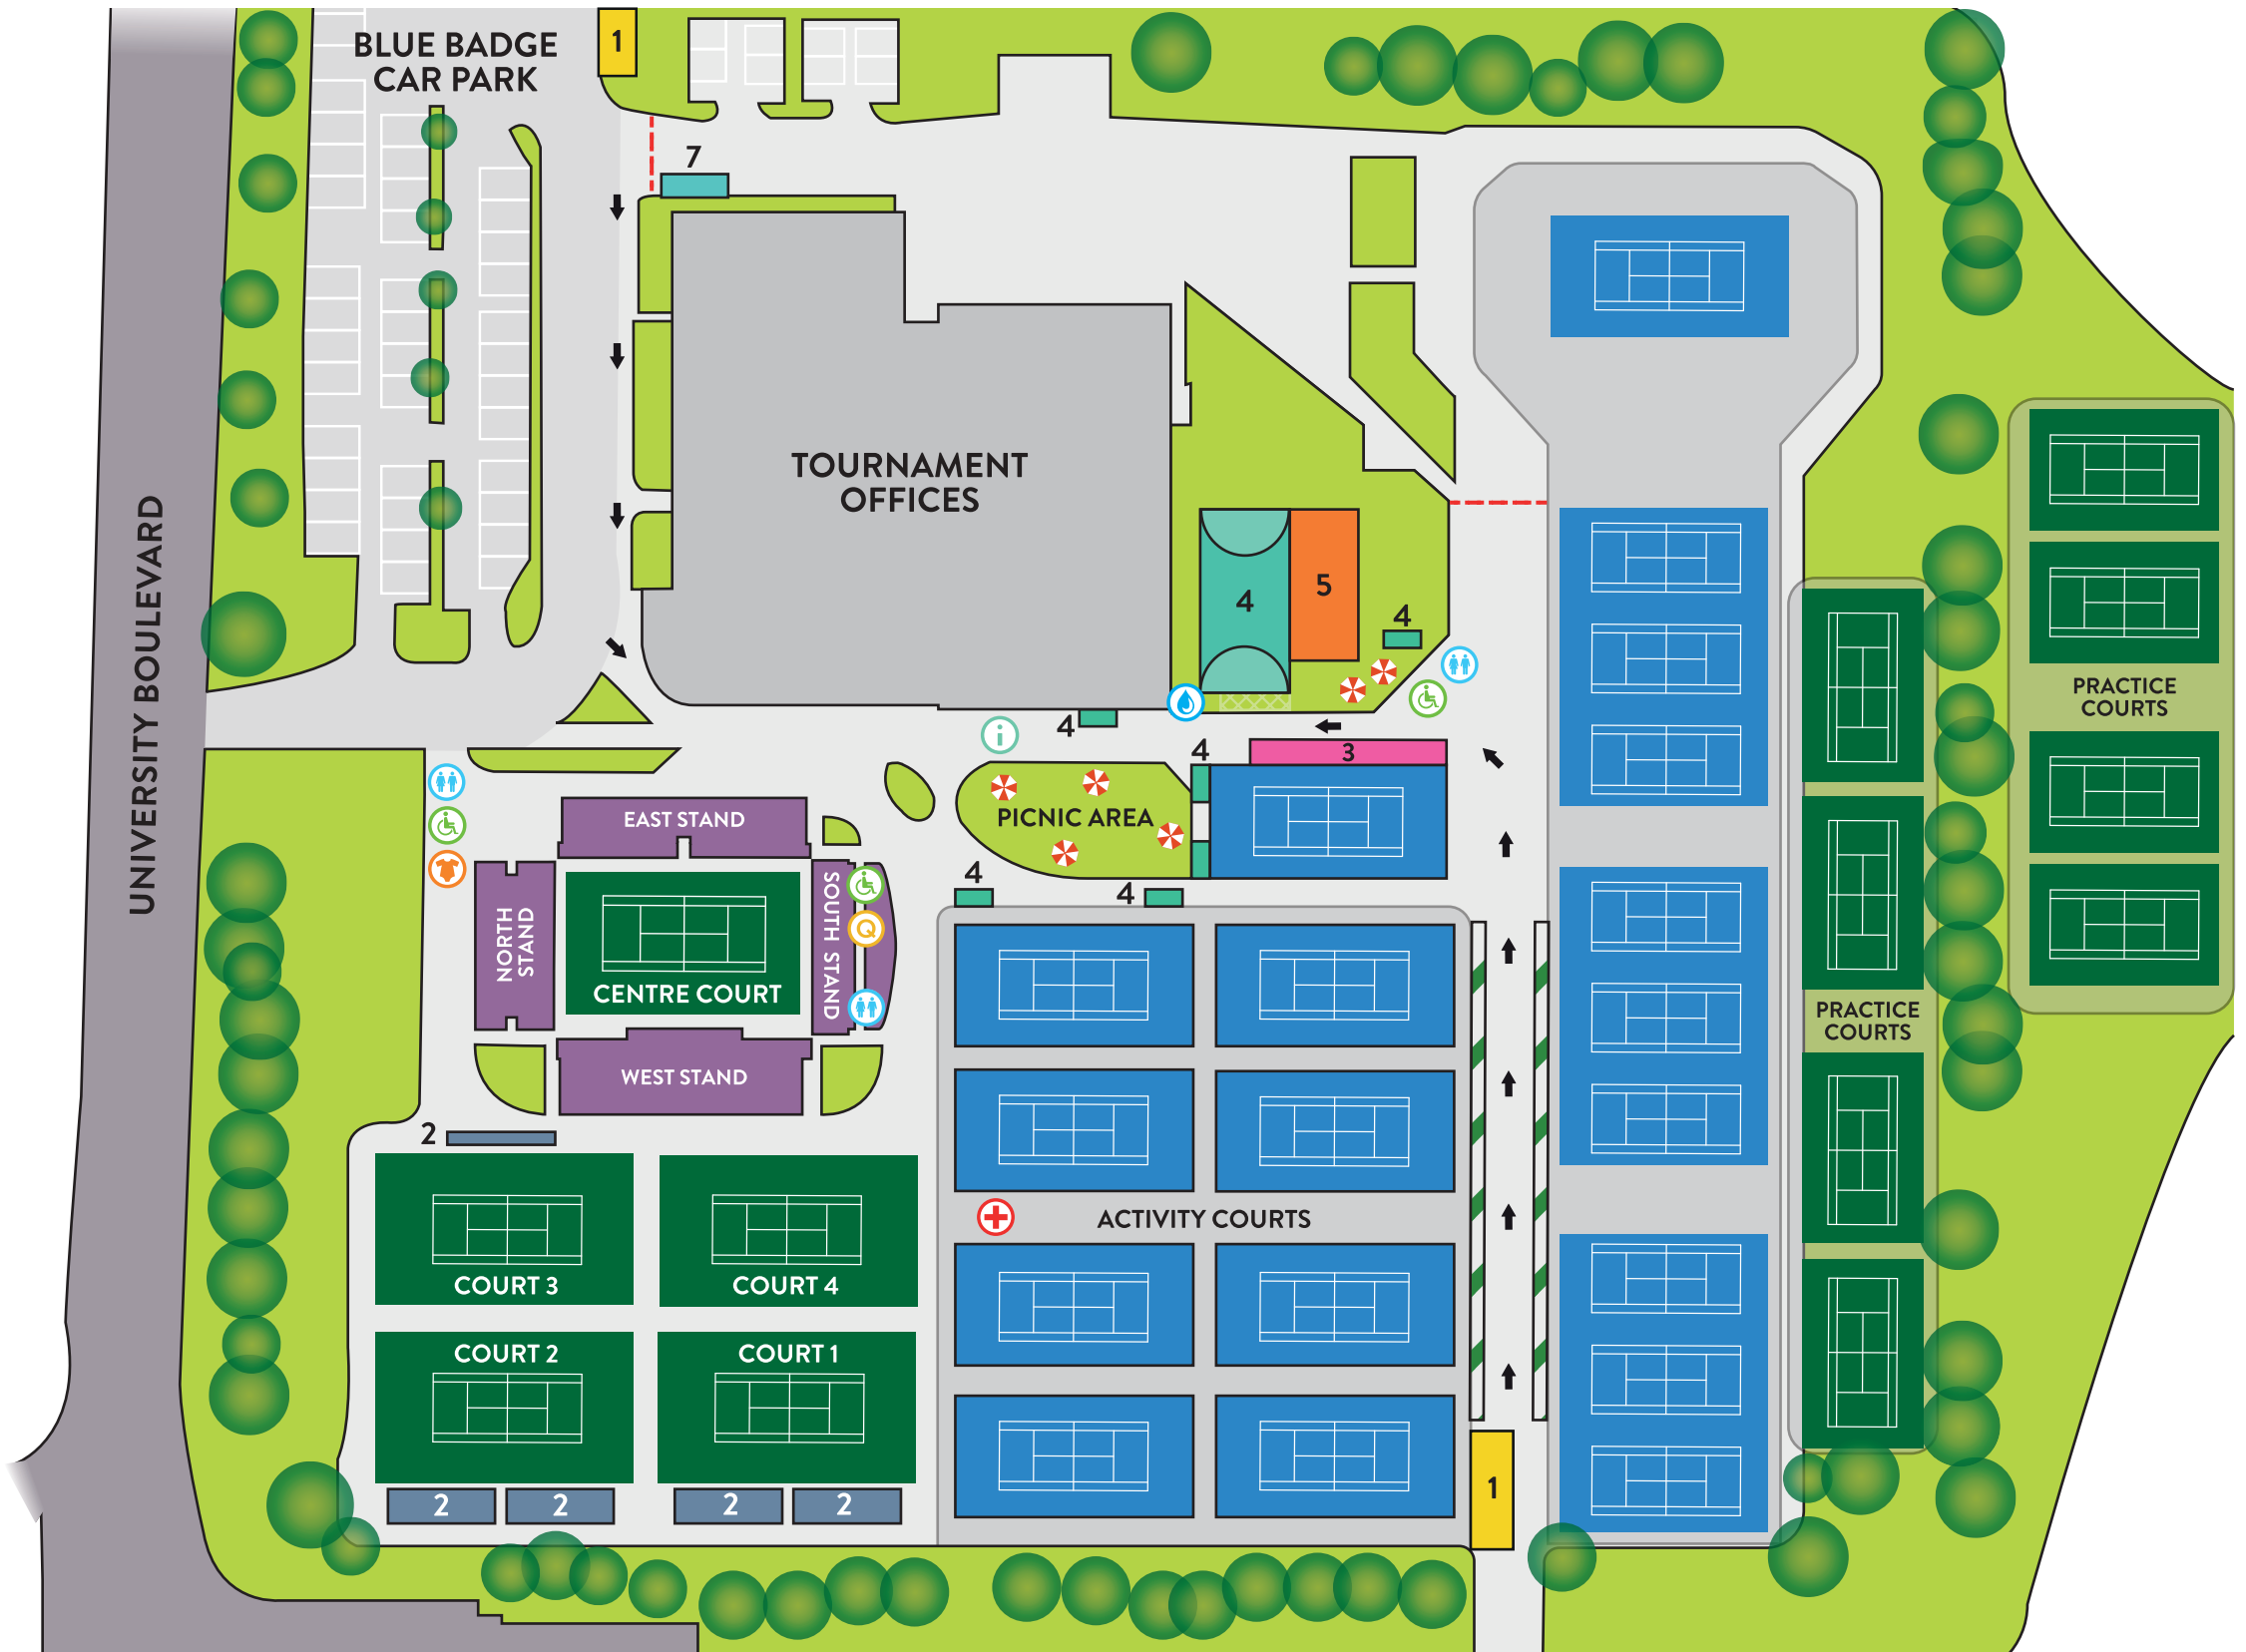 BLUE BADGE
CAR PARK
1
7
UNIVERSITY BOULEVARD
TOURNAMENT
OFFICES
4
5
4
PRACTICE
COURTS
i
4
4
3
PICNIC AREA
EAST STAND
NORTH
STAND
SOUTH STAND
Q
CENTRE COURT
4
4
PRACTICE
COURTS
WEST STAND
2
ACTIVITY COURTS
COURT 3
COURT 4
COURT 2
COURT 1
1
2
2
2
2